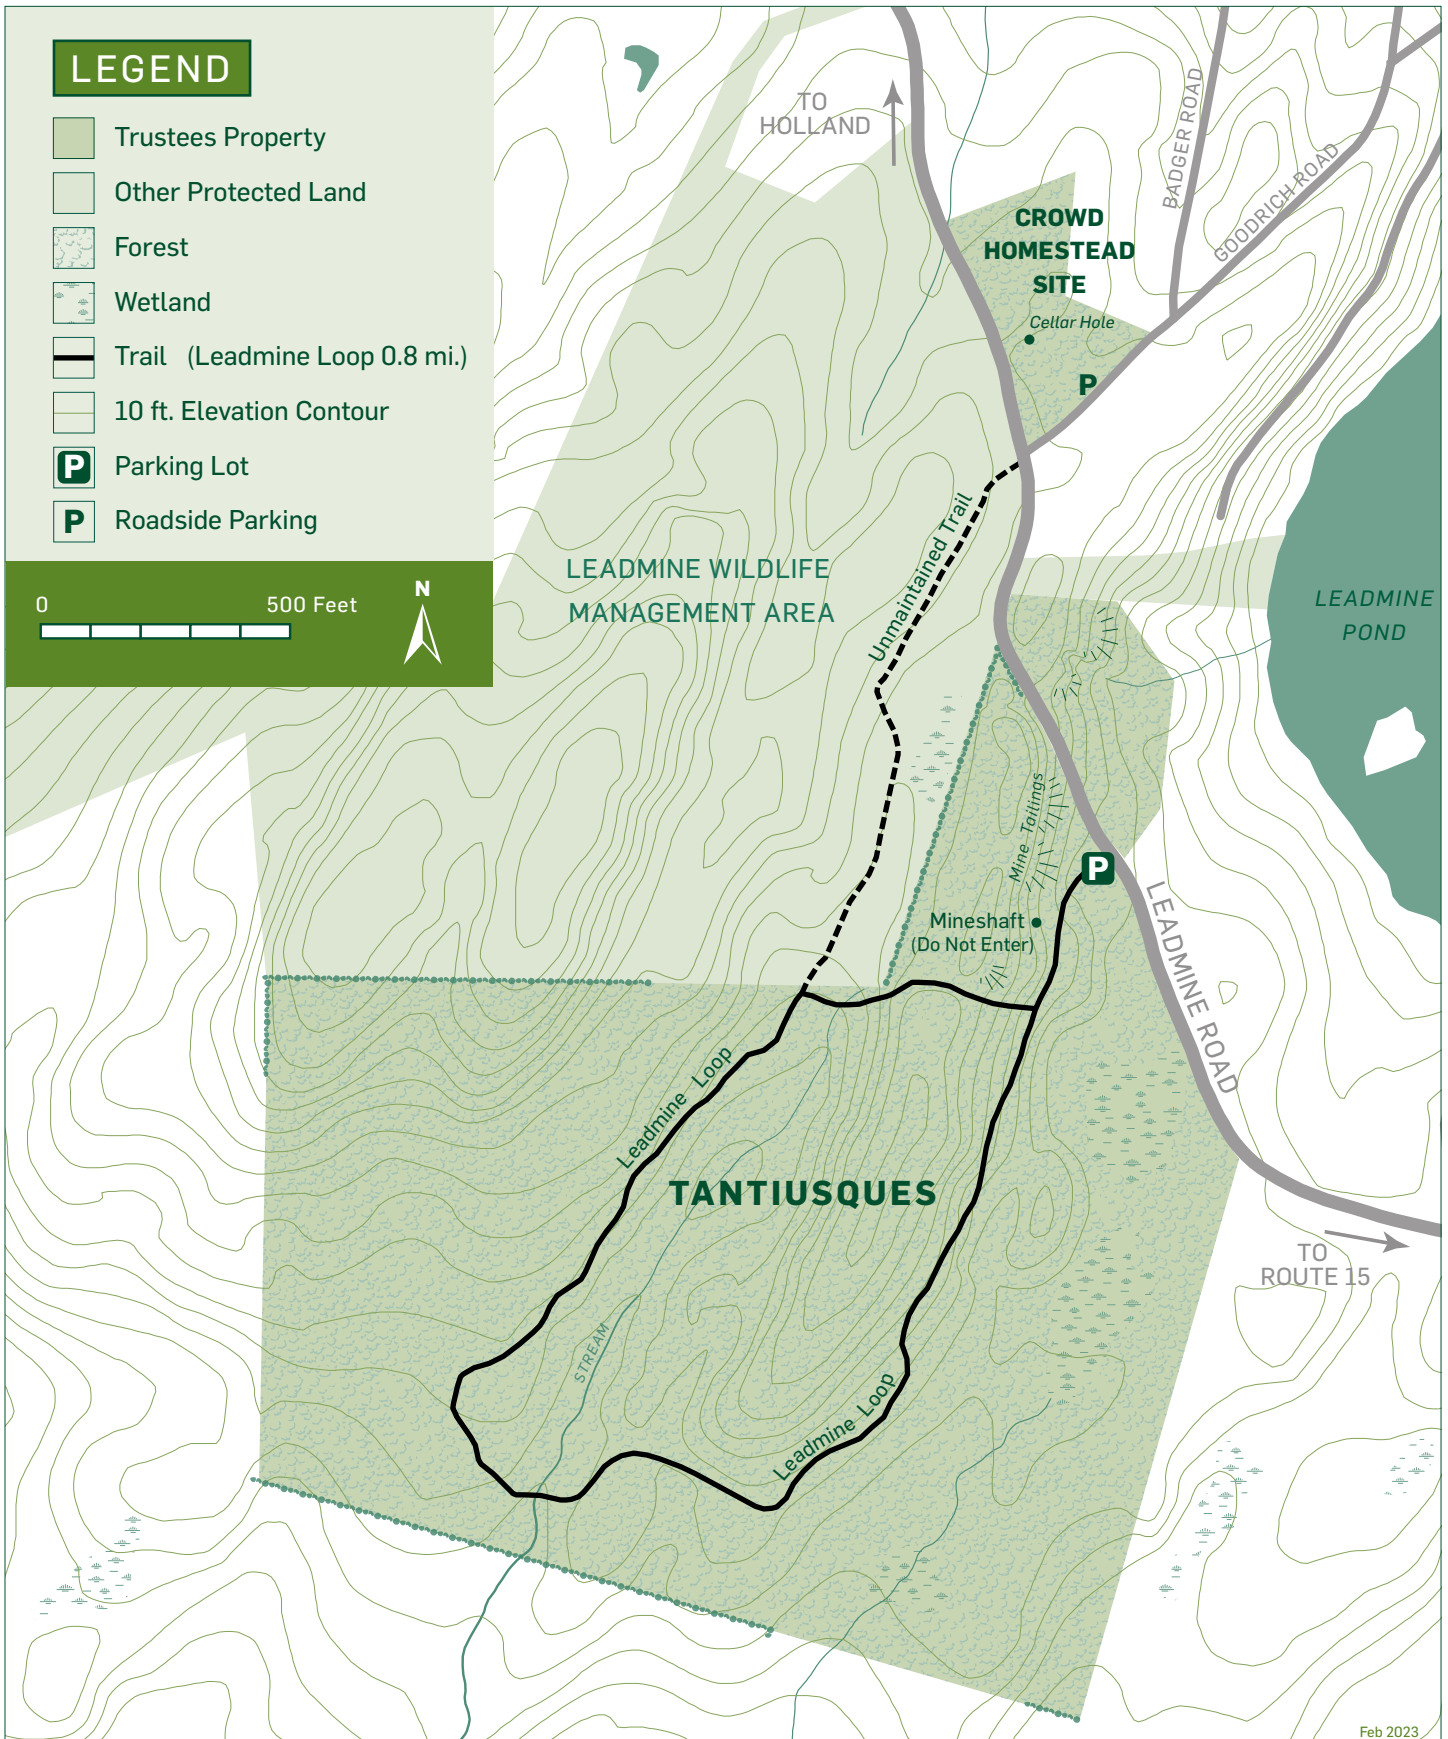 LEGEND
Trustees Property
Other Protected Land
Forest
Wetland
Trail (Leadmine Loop 0.8 mi.)
10 ft. Elevation Contour
P Parking Lot
P Roadside Parking
0 500 Feet
N
TO
HOLLAND
BADGER ROAD
GOODRICH ROAD
CROWD
HOMESTEAD
SITE
Cellar Hole
P
Unmaintained Trail
LEADMINE WILDLIFE
MANAGEMENT AREA
LEADMINE
POND
Mine Tailings
P
Mineshaft
(Do Not Enter)
LEADMINE ROAD
Leadmine Loop
TANTIUSQUES
TO
ROUTE 15
STREAM
Leadmine Loop
Feb 2023